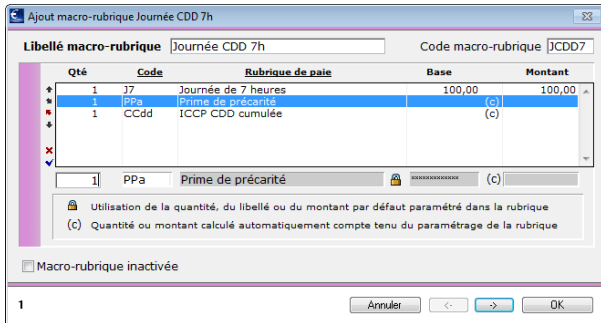 Ajout macro-rubrique Journée CDD 7h
Libellé macro-rubrique Journée CDD 7h Code macro-rubrique JCDD7
Qté Code Rubrique de paie Base Montant
1 J7 Journée de 7 heures 100,00 100,00
1 PPa Prime de précarité (c)
1 CCdd ICCP CDD cumulée (c)
1 PPa Prime de précarité ************ (c)
Utilisation de la quantité, du libellé ou du montant par défaut paramétré dans la rubrique
(c) Quantité ou montant calculé automatiquement compte tenu du paramétrage de la rubrique
Macro-rubrique inactivée
1 Annuler <- -> OK